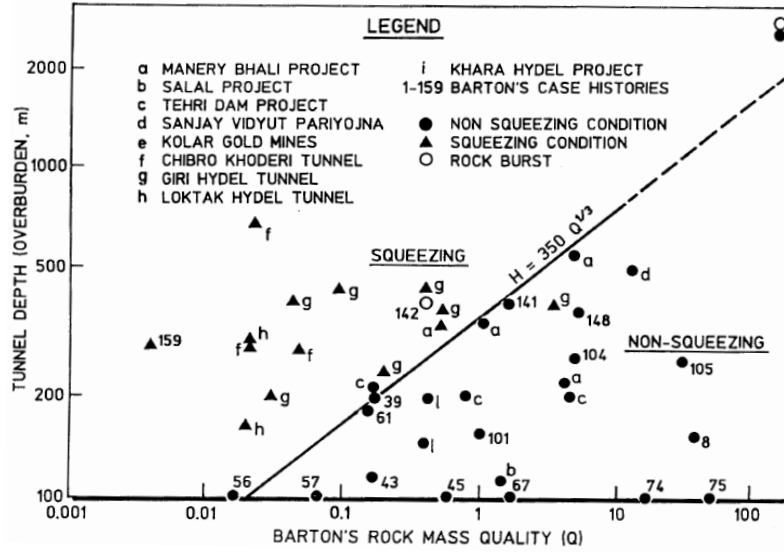 LEGEND
a MANERY BHALI PROJECT
b SALAL PROJECT
c TEHRI DAM PROJECT
d SANJAY VIDYUT PARIYOJNA
e KOLAR GOLD MINES
f CHIBRO KHODERI TUNNEL
g GIRI HYDEL TUNNEL
h LOKTAK HYDEL TUNNEL
i KHARA HYDEL PROJECT
1-159 BARTON'S CASE HISTORIES
● NON SQUEEZING CONDITION
▲ SQUEEZING CONDITION
○ ROCK BURST
TUNNEL DEPTH (OVERBURDEN, m)
2000
1000
500
200
100
f
SQUEEZING
H = 350 Q^1/3
a
d
g
g
g
142
g
141
g
148
a
a
NON-SQUEEZING
159
h
f
f
104
105
g
a
c
39
i
c
c
g
61
h
i
101
8
43
b
56
57
45
67
74
75
0.001
0.01
0.1
1
10
100
BARTON'S ROCK MASS QUALITY (Q)